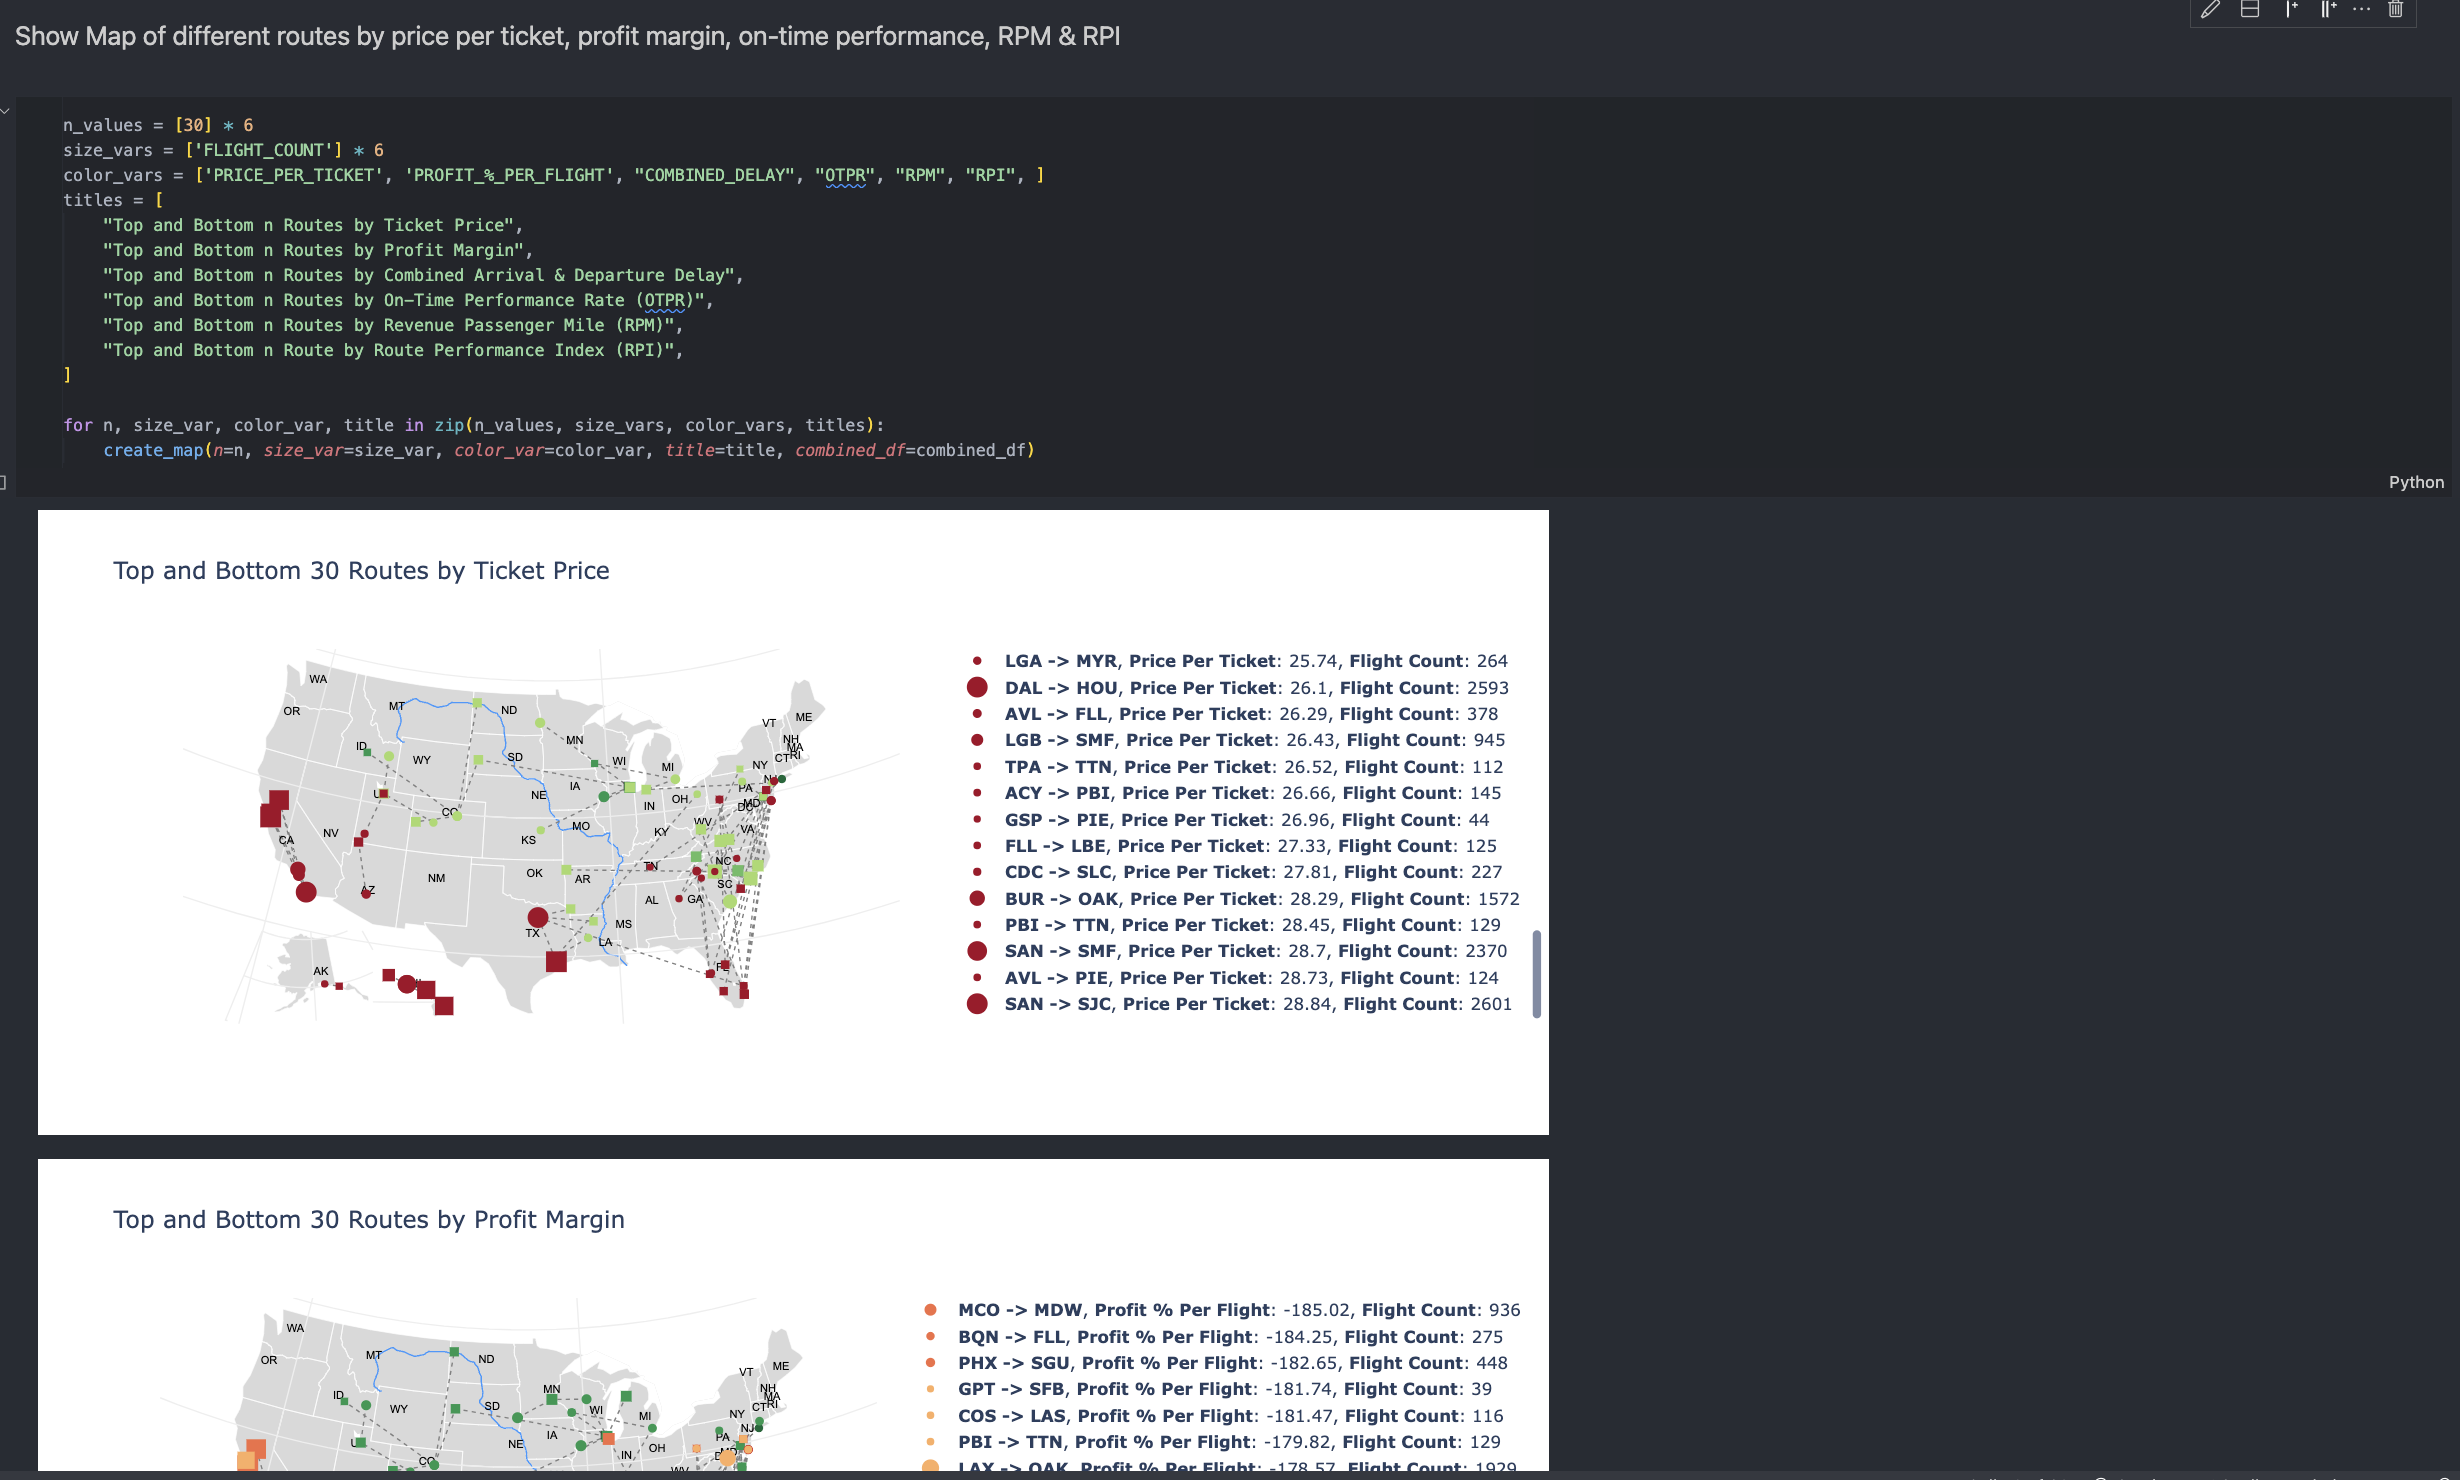 Show Map of different routes by price per ticket, profit margin, on-time performance, RPM & RPI
n_values = [30] * 6
size_vars = ['FLIGHT_COUNT'] * 6
color_vars = ['PRICE_PER_TICKET', 'PROFIT_%_PER_FLIGHT', "COMBINED_DELAY", "OTPR", "RPM", "RPI", ]
titles = [
"Top and Bottom n Routes by Ticket Price",
"Top and Bottom n Routes by Profit Margin",
"Top and Bottom n Routes by Combined Arrival & Departure Delay",
"Top and Bottom n Routes by On-Time Performance Rate (OTPR)",
"Top and Bottom n Routes by Revenue Passenger Mile (RPM)",
"Top and Bottom n Route by Route Performance Index (RPI)",
]
for n, size_var, color_var, title in zip(n_values, size_vars, color_vars, titles):
create_map(n=n, size_var=size_var, color_var=color_var, title=title, combined_df=combined_df)
Python
Top and Bottom 30 Routes by Ticket Price
WA
OR
MT
ND
ID
WY
SD
MN
WI
MI
VT
ME
NH
MA
CT
RI
NY
PA
OH
IN
IA
NE
CO
NV
CA
KS
MO
KY
WV
MD
DC
VA
NC
TN
SC
OK
AR
NM
AZ
AL
GA
MS
TX
LA
AK
LGA -> MYR, Price Per Ticket: 25.74, Flight Count: 264
DAL -> HOU, Price Per Ticket: 26.1, Flight Count: 2593
AVL -> FLL, Price Per Ticket: 26.29, Flight Count: 378
LGB -> SMF, Price Per Ticket: 26.43, Flight Count: 945
TPA -> TTN, Price Per Ticket: 26.52, Flight Count: 112
ACY -> PBI, Price Per Ticket: 26.66, Flight Count: 145
GSP -> PIE, Price Per Ticket: 26.96, Flight Count: 44
FLL -> LBE, Price Per Ticket: 27.33, Flight Count: 125
CDC -> SLC, Price Per Ticket: 27.81, Flight Count: 227
BUR -> OAK, Price Per Ticket: 28.29, Flight Count: 1572
PBI -> TTN, Price Per Ticket: 28.45, Flight Count: 129
SAN -> SMF, Price Per Ticket: 28.7, Flight Count: 2370
AVL -> PIE, Price Per Ticket: 28.73, Flight Count: 124
SAN -> SJC, Price Per Ticket: 28.84, Flight Count: 2601
Top and Bottom 30 Routes by Profit Margin
WA
OR
MT
ND
ID
WY
SD
MN
WI
MI
VT
ME
NH
MA
CT
RI
NY
NJ
PA
OH
IN
IA
NE
CO
MCO -> MDW, Profit % Per Flight: -185.02, Flight Count: 936
BQN -> FLL, Profit % Per Flight: -184.25, Flight Count: 275
PHX -> SGU, Profit % Per Flight: -182.65, Flight Count: 448
GPT -> SFB, Profit % Per Flight: -181.74, Flight Count: 39
COS -> LAS, Profit % Per Flight: -181.47, Flight Count: 116
PBI -> TTN, Profit % Per Flight: -179.82, Flight Count: 129
LAX -> OAK, Profit % Per Flight: -178.57, Flight Count: 1929